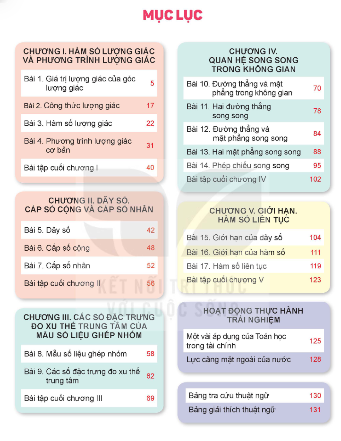 MỤC LỤC
CHƯƠNG I. HÀM SỐ LƯỢNG GIÁC
VÀ PHƯƠNG TRÌNH LƯỢNG GIÁC
Bài 1. Giá trị lượng giác của góc
lượng giác 5
Bài 2. Công thức lượng giác 17
Bài 3. Hàm số lượng giác 22
Bài 4. Phương trình lượng giác
cơ bản 31
Bài tập cuối chương I 40
CHƯƠNG II. DÃY SỐ.
CẤP SỐ CỘNG VÀ CẤP SỐ NHÂN
Bài 5. Dãy số 42
Bài 6. Cấp số cộng 48
Bài 7. Cấp số nhân 52
Bài tập cuối chương II 56
CHƯƠNG III. CÁC SỐ ĐẶC TRƯNG
ĐO XU THẾ TRUNG TÂM CỦA
MẪU SỐ LIỆU GHÉP NHÓM
Bài 8. Mẫu số liệu ghép nhóm 58
Bài 9. Các số đặc trưng đo xu thế
trung tâm 62
Bài tập cuối chương III 69
CHƯƠNG IV.
QUAN HỆ SONG SONG
TRONG KHÔNG GIAN
Bài 10. Đường thẳng và mặt
phẳng trong không gian 70
Bài 11. Hai đường thẳng
song song 78
Bài 12. Đường thẳng và
mặt phẳng song song 84
Bài 13. Hai mặt phẳng song song 88
Bài 14. Phép chiếu song song 95
Bài tập cuối chương IV 102
CHƯƠNG V. GIỚI HẠN.
HÀM SỐ LIÊN TỤC
Bài 15. Giới hạn của dãy số 104
Bài 16. Giới hạn của hàm số 111
Bài 17. Hàm số liên tục 119
Bài tập cuối chương V 123
HOẠT ĐỘNG THỰC HÀNH
TRẢI NGHIỆM
Một vài áp dụng của Toán học
trong tài chính 125
Lực căng mặt ngoài của nước 128
Bảng tra cứu thuật ngữ 130
Bảng giải thích thuật ngữ 131
KẾT NỐI TRI THỨC
VỚI CUỘC SỐNG